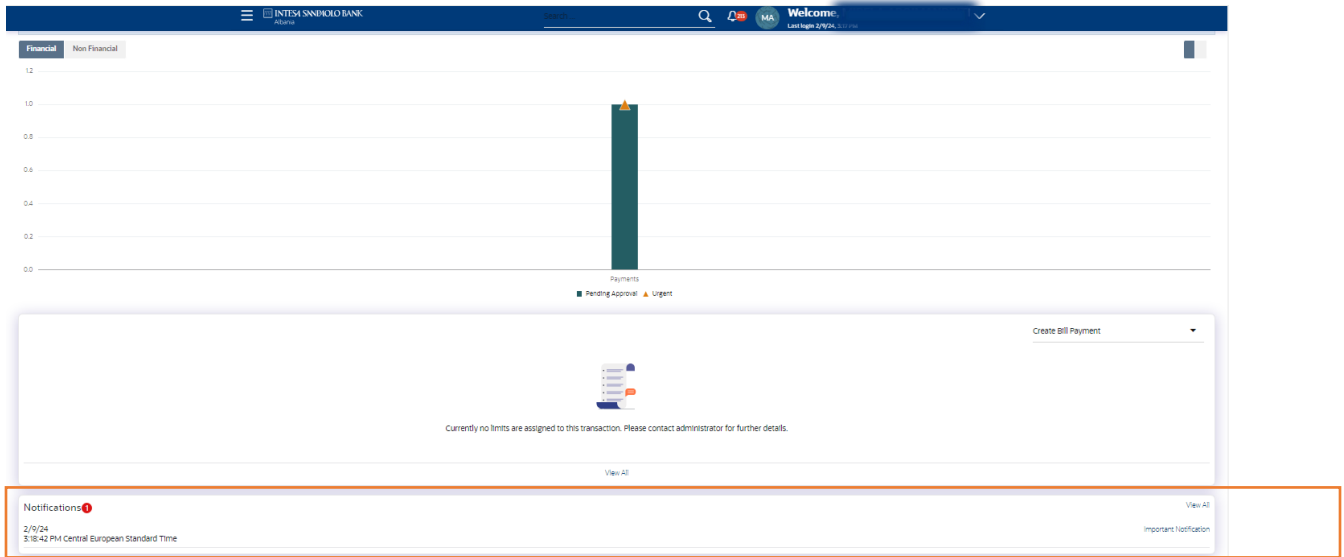 INTESA SANPAOLO BANK
Albania
MA
Welcome,
Last login 2/9/24,
Financial
Non Financial
1.2
1.0
0.8
0.6
0.4
0.2
0.0
Payments
Pending Approval Urgent
Create Bill Payment
Currently no limits are assigned to this transaction. Please contact administrator for further details.
View All
Notifications 1
View All
2/9/24
3:18:42 PM Central European Standard Time
Important Notification